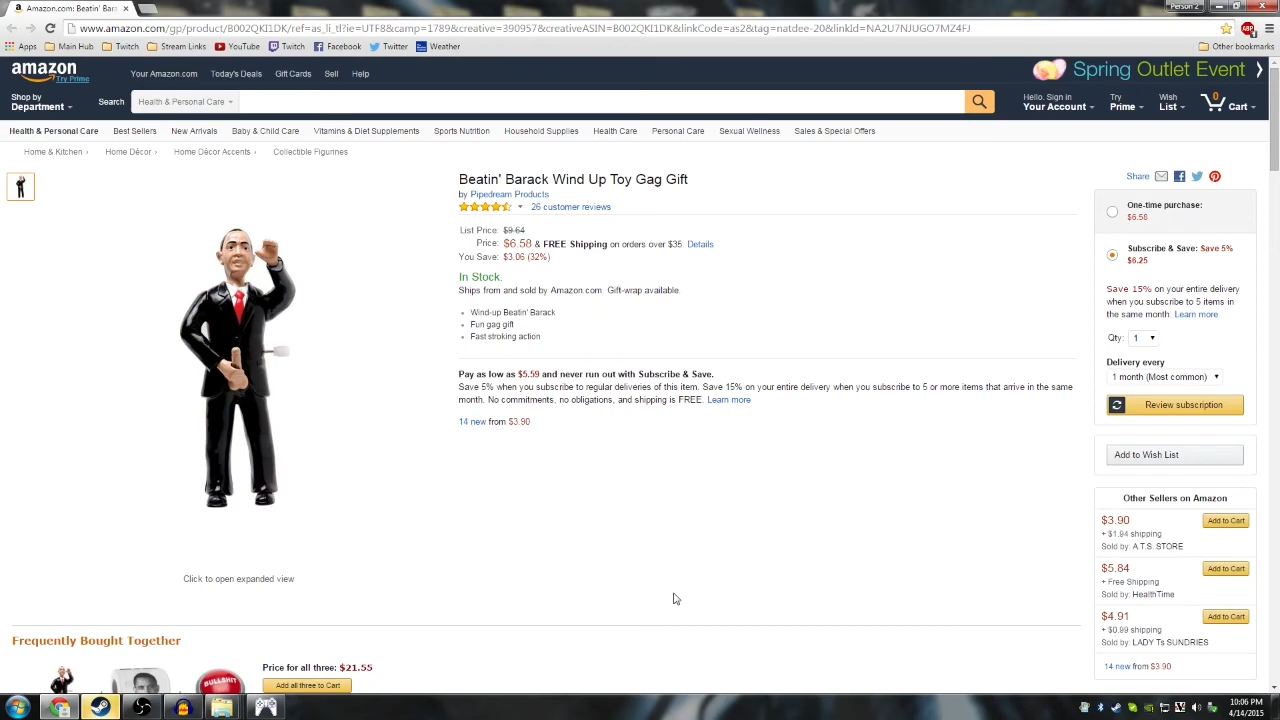 Amazon.com: Beatin' Bara
Person 2
www.amazon.com/gp/product/B002QKI1DK/ref=as_li_tl?ie=UTF8&camp=1789&creative=390957&creativeASIN=B002QKI1DK&linkCode=as2&tag=natdee-20&linkId=NA2U7NJUGO7MZ4FJ
Apps Main Hub Twitch Stream Links YouTube Twitch Facebook Twitter Weather Other bookmarks
amazon
Try Prime
Your Amazon.com Today's Deals Gift Cards Sell Help
Spring Outlet Event
Shop by
Department
Search Health & Personal Care
Hello. Sign in
Your Account
Try
Prime
Wish
List
0
Cart
Health & Personal Care Best Sellers New Arrivals Baby & Child Care Vitamins & Diet Supplements Sports Nutrition Household Supplies Health Care Personal Care Sexual Wellness Sales & Special Offers
Home & Kitchen › Home Décor › Home Décor Accents › Collectible Figurines
Beatin' Barack Wind Up Toy Gag Gift
by Pipedream Products
26 customer reviews
List Price: $9.64
Price: $6.58 & FREE Shipping on orders over $35. Details
You Save: $3.06 (32%)
In Stock.
Ships from and sold by Amazon.com. Gift-wrap available.
Wind-up Beatin' Barack
Fun gag gift
Fast stroking action
Pay as low as $5.59 and never run out with Subscribe & Save.
Save 5% when you subscribe to regular deliveries of this item. Save 15% on your entire delivery when you subscribe to 5 or more items that arrive in the same
month. No commitments, no obligations, and shipping is FREE. Learn more
14 new from $3.90
Click to open expanded view
Share
One-time purchase:
$6.58
Subscribe & Save: Save 5%
$6.25
Save 15% on your entire delivery
when you subscribe to 5 items in
the same month. Learn more
Qty: 1
Delivery every
1 month (Most common)
Review subscription
Add to Wish List
Other Sellers on Amazon
$3.90 Add to Cart
+ $1.94 shipping
Sold by: A.T.S. STORE
$5.84 Add to Cart
+ Free Shipping
Sold by: HealthTime
$4.91 Add to Cart
+ $0.99 shipping
Sold by: LADY Ts SUNDRIES
14 new from $3.90
Frequently Bought Together
BULLSHIT
Price for all three: $21.55
Add all three to Cart
10:06 PM
4/14/2015